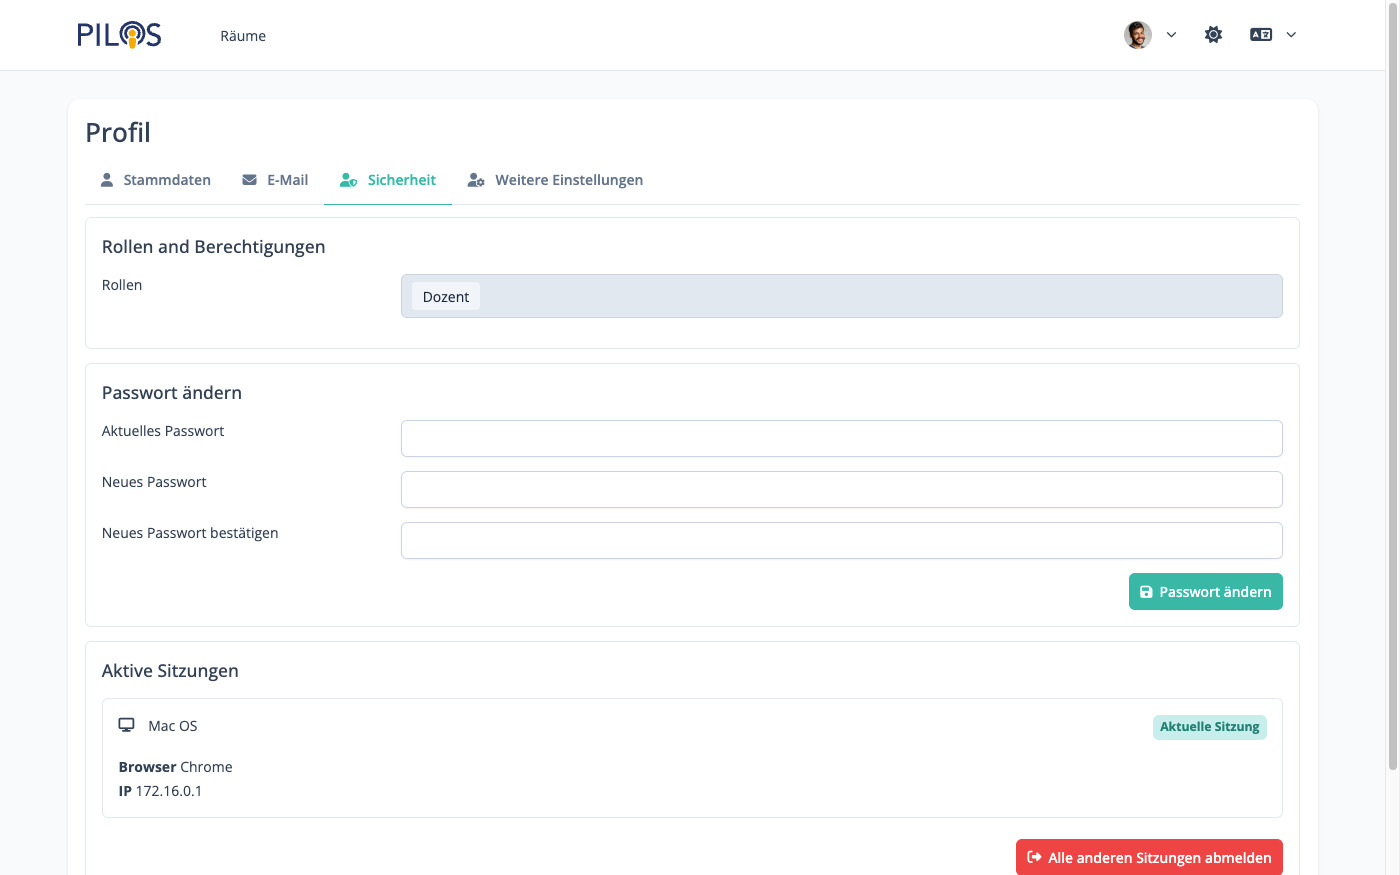 PILOS
Räume
Profil
Stammdaten
E-Mail
Sicherheit
Weitere Einstellungen
Rollen and Berechtigungen
Rollen
Dozent
Passwort ändern
Aktuelles Passwort
Neues Passwort
Neues Passwort bestätigen
Passwort ändern
Aktive Sitzungen
Mac OS
Aktuelle Sitzung
Browser Chrome
IP 172.16.0.1
Alle anderen Sitzungen abmelden